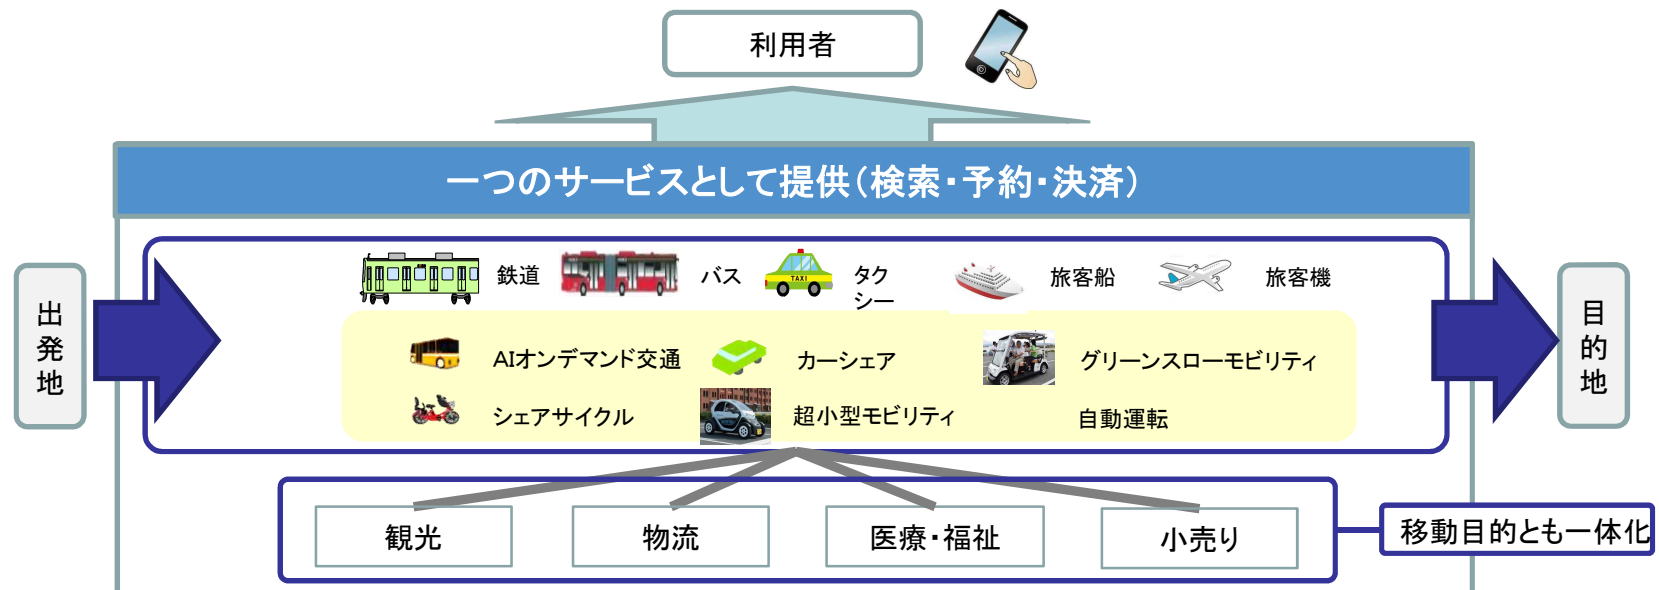 利用者
一つのサービスとして提供(検索・予約・決済)
出発地
鉄道
バス
TAXI
タク
シー
旅客船
旅客機
目的地
AIオンデマンド交通
カーシェア
グリーンスローモビリティ
シェアサイクル
超小型モビリティ
自動運転
観光
物流
医療・福祉
小売り
移動目的とも一体化